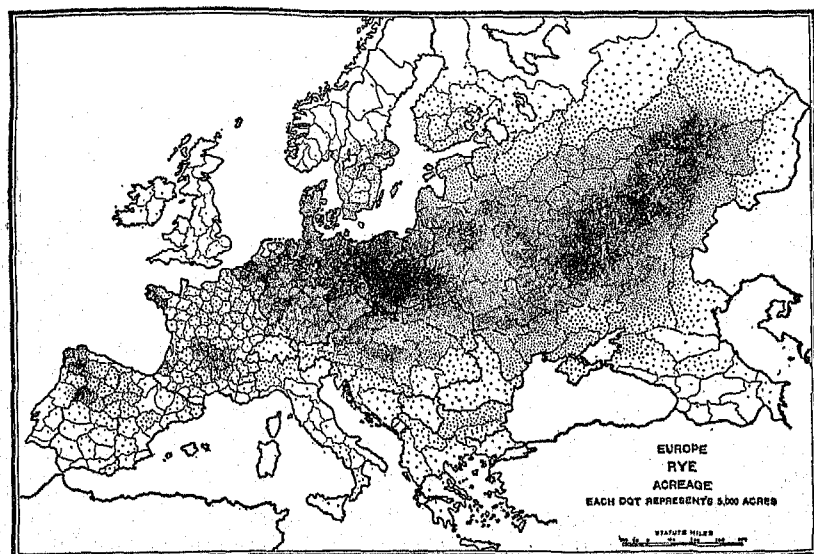 EUROPE
RYE
ACREAGE
EACH DOT REPRESENTS 5,000 ACRES
STATUTE MILES